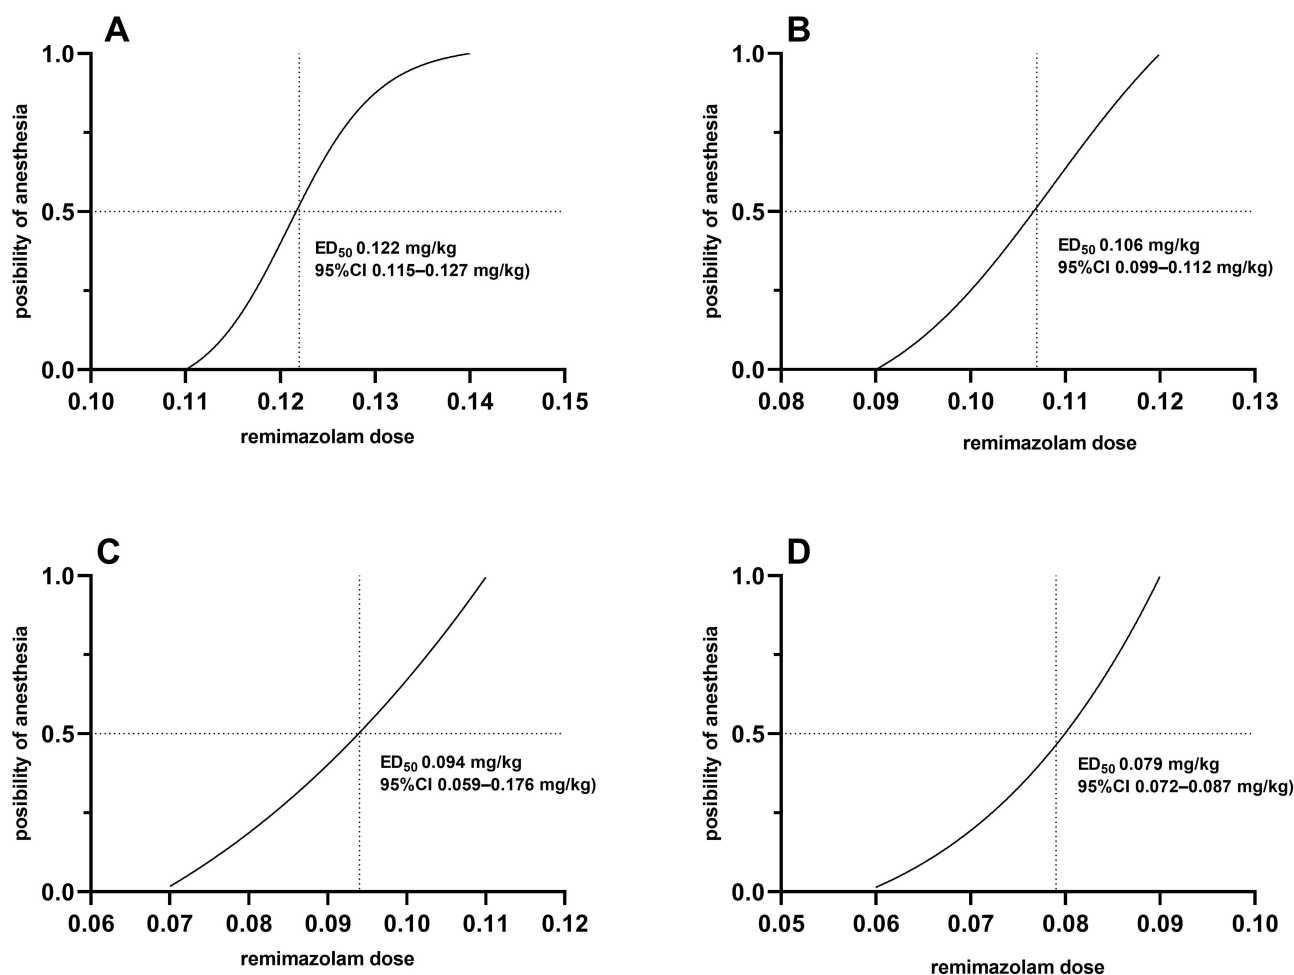 A
1.0
0.5
0.0
posibility of anesthesia
ED50 0.122 mg/kg
95%CI 0.115–0.127 mg/kg)
0.10 0.11 0.12 0.13 0.14 0.15
remimazolam dose
B
1.0
0.5
0.0
posibility of anesthesia
ED50 0.106 mg/kg
95%CI 0.099–0.112 mg/kg)
0.08 0.09 0.10 0.11 0.12 0.13
remimazolam dose
C
1.0
0.5
0.0
posibility of anesthesia
ED50 0.094 mg/kg
95%CI 0.059–0.176 mg/kg)
0.06 0.07 0.08 0.09 0.10 0.11 0.12
remimazolam dose
D
1.0
0.5
0.0
posibility of anesthesia
ED50 0.079 mg/kg
95%CI 0.072–0.087 mg/kg)
0.05 0.06 0.07 0.08 0.09 0.10
remimazolam dose